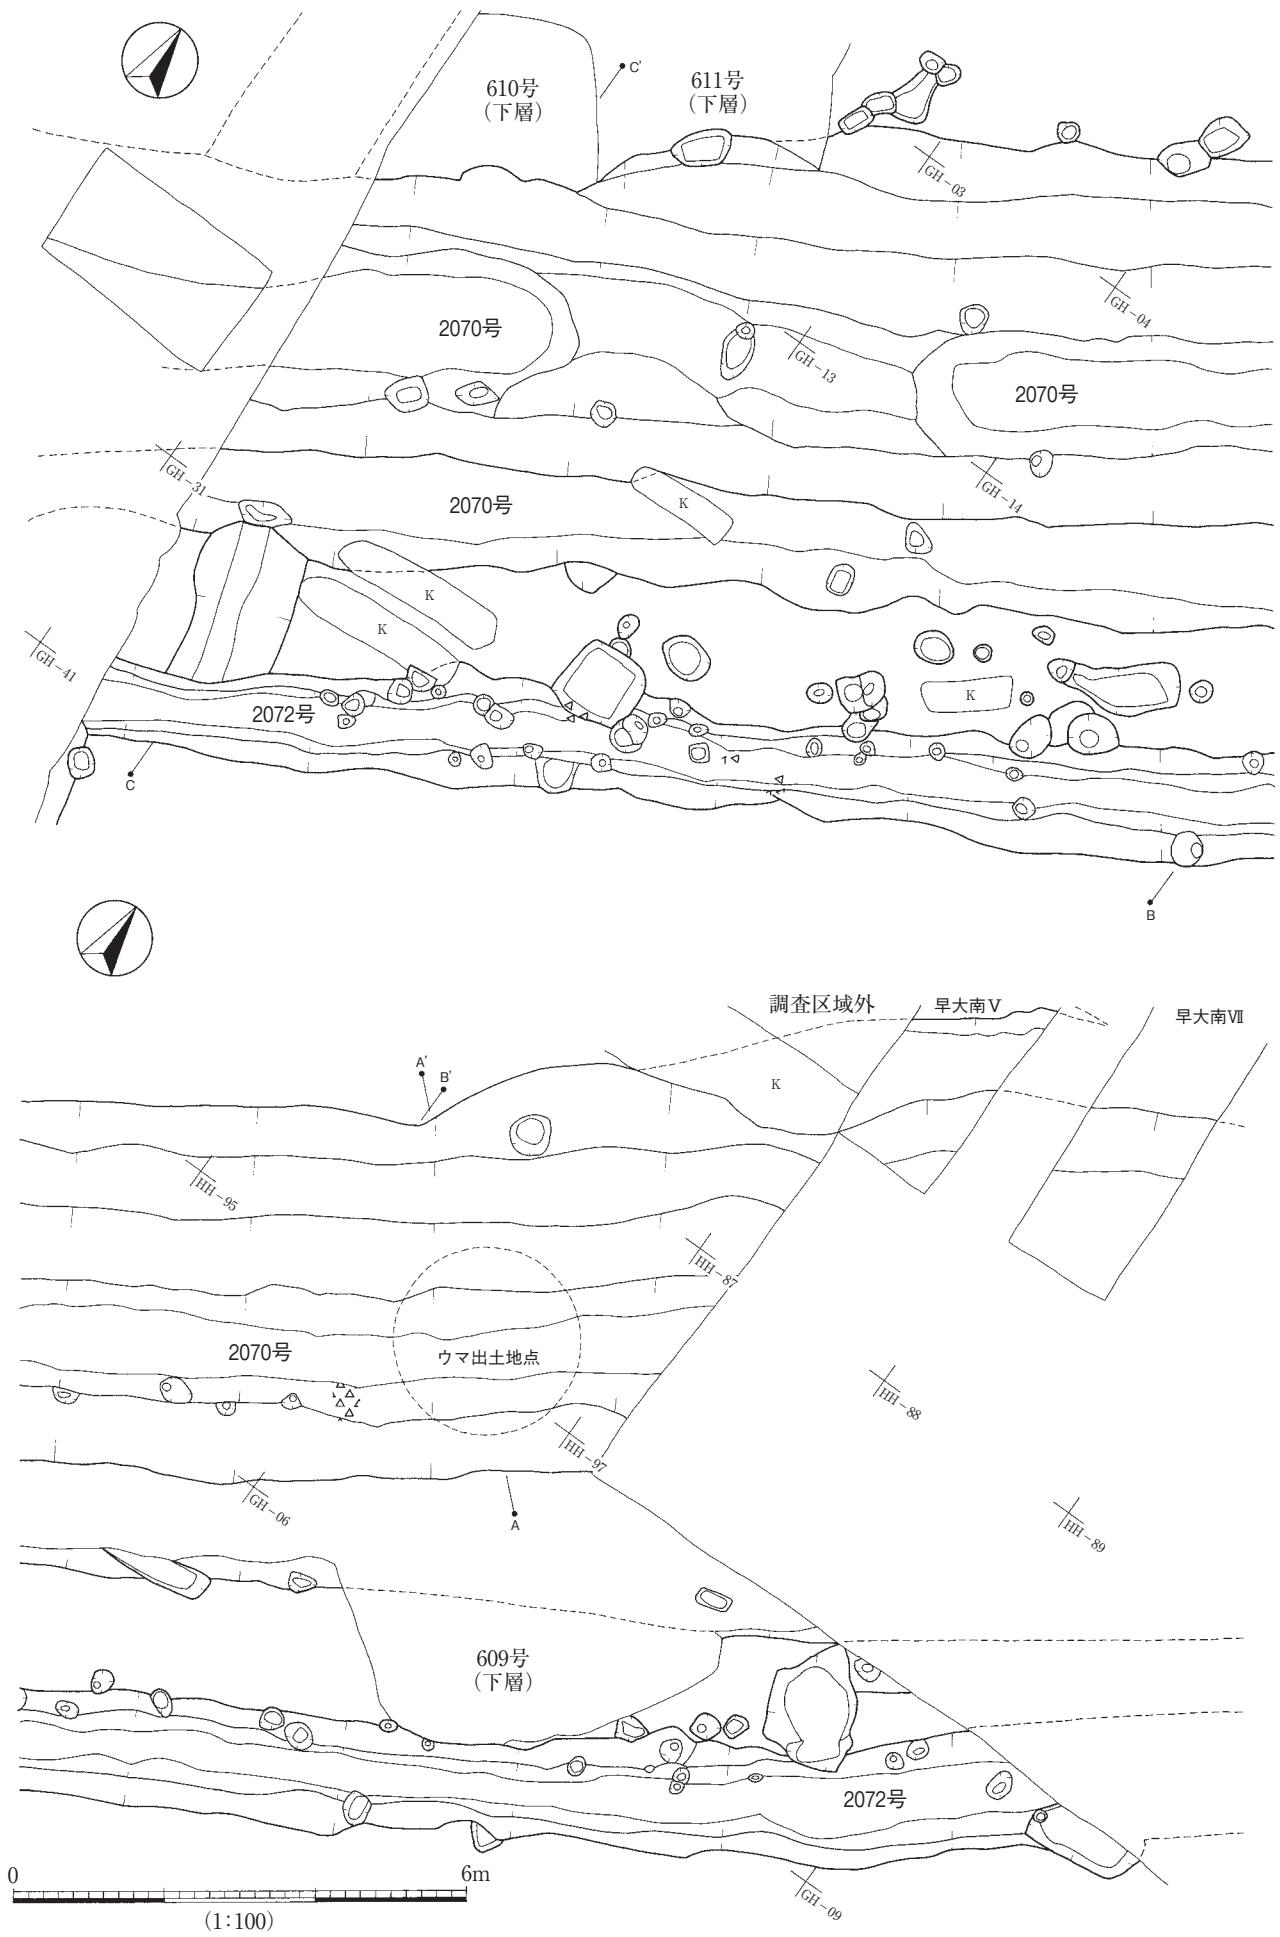 610号
(下層)
C'
611号
(下層)
GH-03
GH-04
2070号
GH-13
2070号
GH-31
2070号
K
GH-14
K
K
GH-41
K
2072号
1
C
B
調査区域外
早大南Ⅴ
早大南Ⅶ
A'
B'
K
HH-95
HH-87
2070号
ウマ出土地点
HH-88
HH-97
GH-06
A
HH-89
609号
(下層)
2072号
0
6m
(1:100)
GH-09